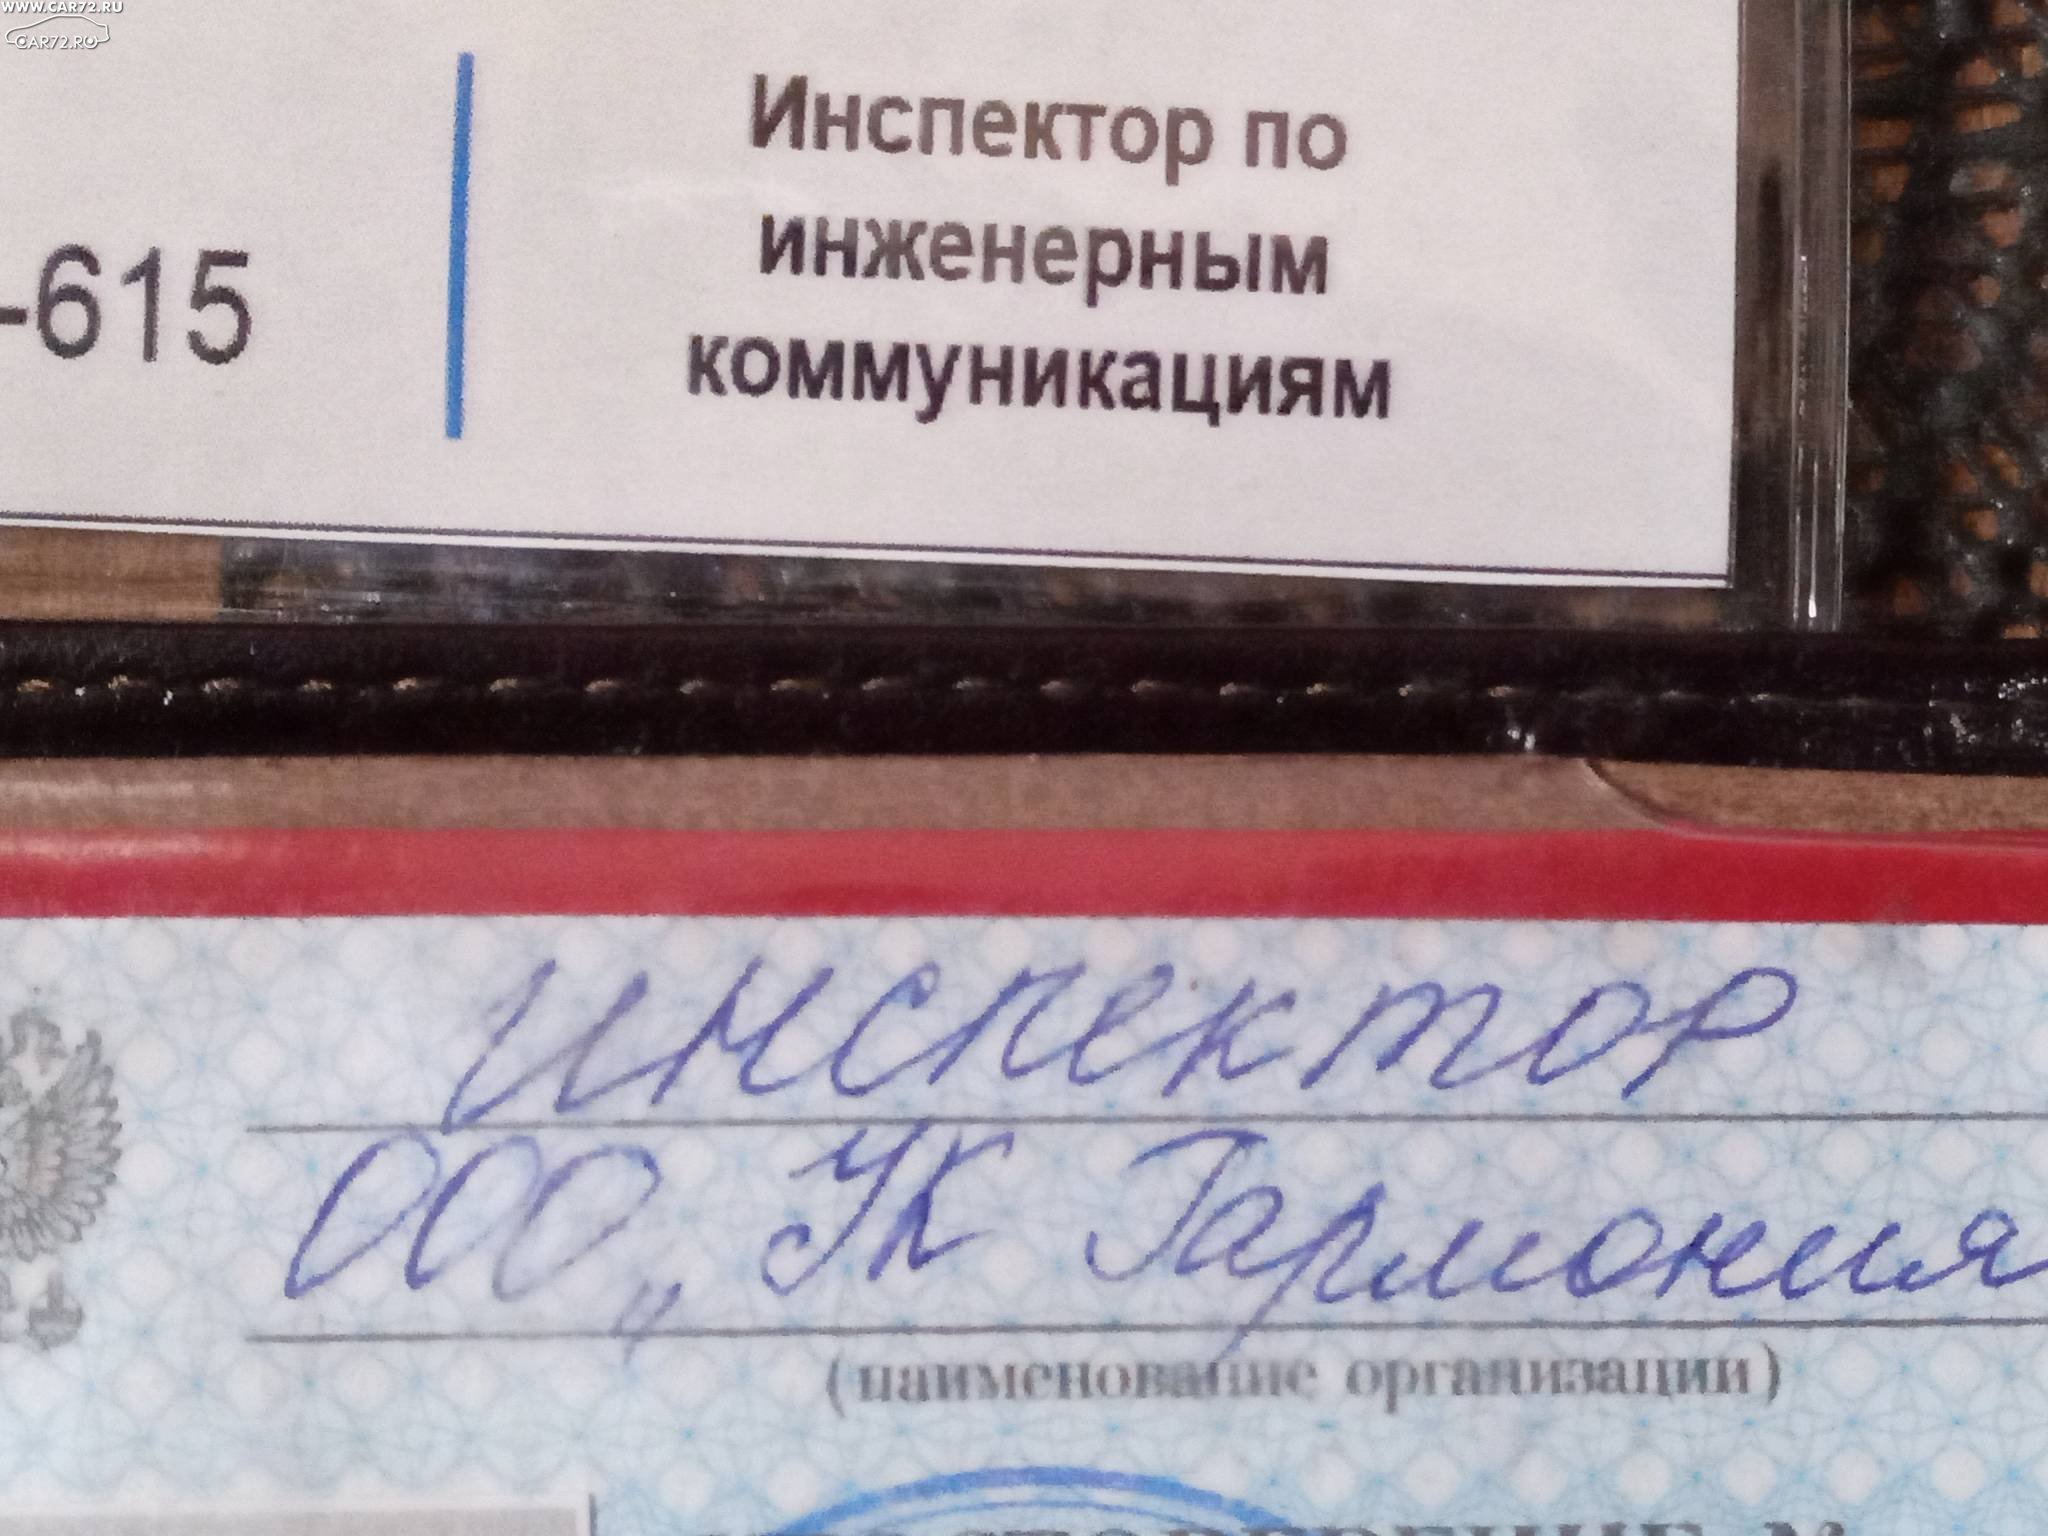 WWW.CAR72.RU
CAR72.RU
Инспектор по
инженерным
коммуникациям
-615
Инспектор
ООО „УК Гармония
(наименование организации)